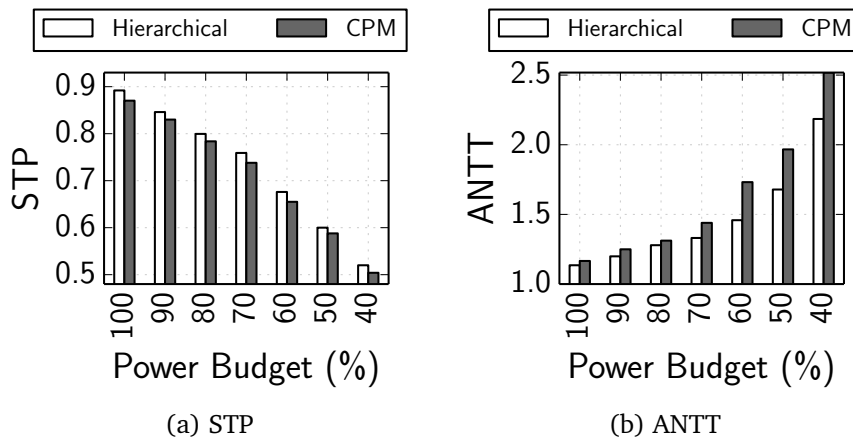 Hierarchical CPM
0.9
0.8
0.7
0.6
0.5
STP
100 90 80 70 60 50 40
Power Budget (%)
(a) STP
Hierarchical CPM
2.5
2.0
1.5
1.0
ANTT
100 90 80 70 60 50 40
Power Budget (%)
(b) ANTT